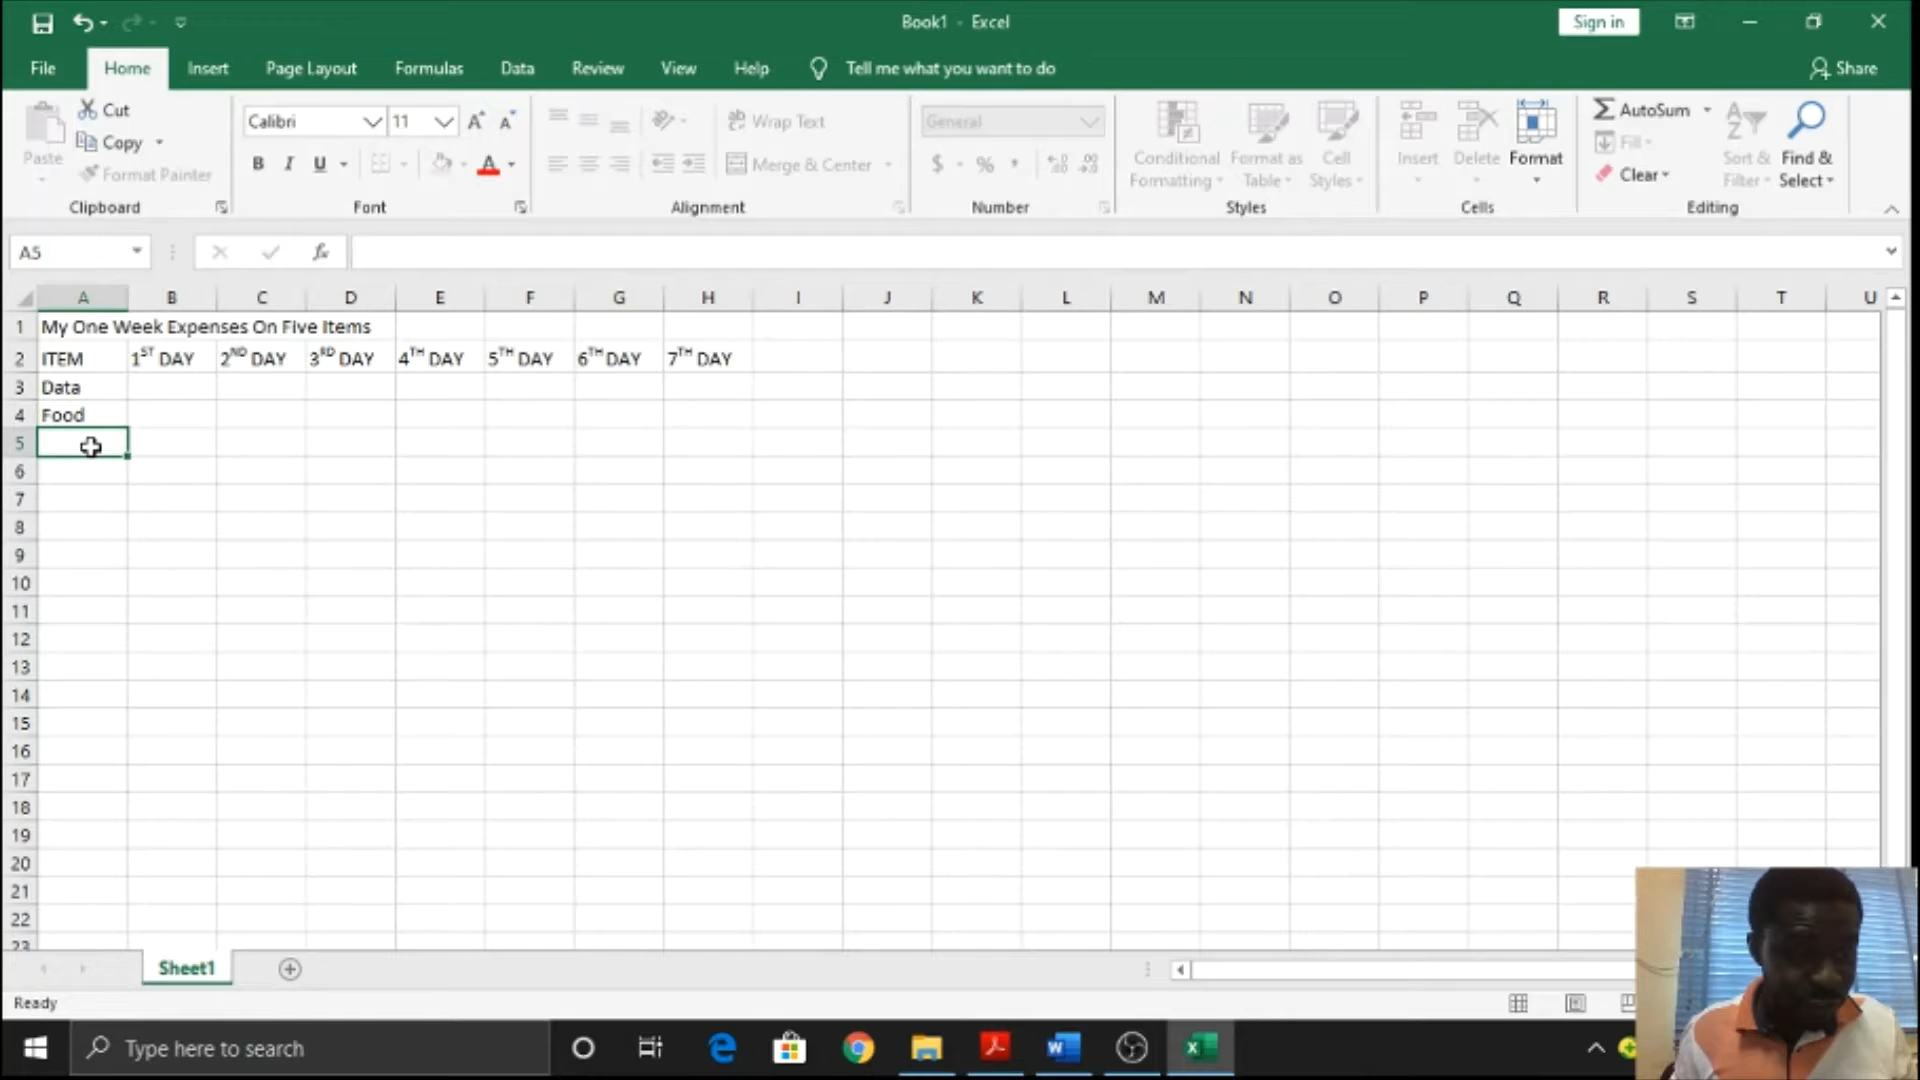 Book1 - Excel
Sign in
File Home Insert Page Layout Formulas Data Review View Help Tell me what you want to do Share
Paste
Cut
Copy
Format Painter
Clipboard
Calibri 11
B I U A
Font
Wrap Text
Merge & Center
Alignment
General
$ % ,
Number
Conditional Formatting
Format as Table
Cell Styles
Styles
Insert Delete Format
Cells
AutoSum
Fill
Clear
Sort & Filter
Find & Select
Editing
A5 fx
A B C D E F G H I J K L M N O P Q R S T U
1 My One Week Expenses On Five Items
2 ITEM 1ST DAY 2ND DAY 3RD DAY 4TH DAY 5TH DAY 6TH DAY 7TH DAY
3 Data
4 Food
5
6
7
8
9
10
11
12
13
14
15
16
17
18
19
20
21
22
23
Sheet1
Ready
Type here to search